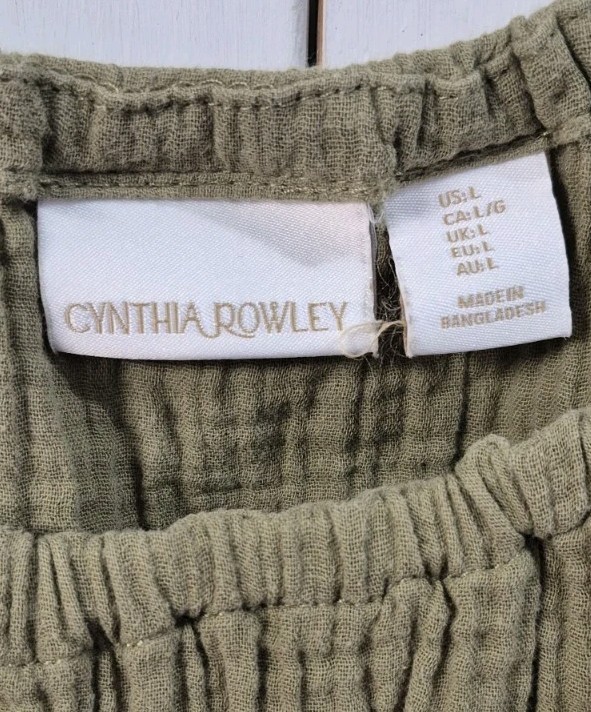 CYNTHIA ROWLEY
US: L
CA: L/G
UK: L
EU: L
AU: L
MADE IN
BANGLADESH